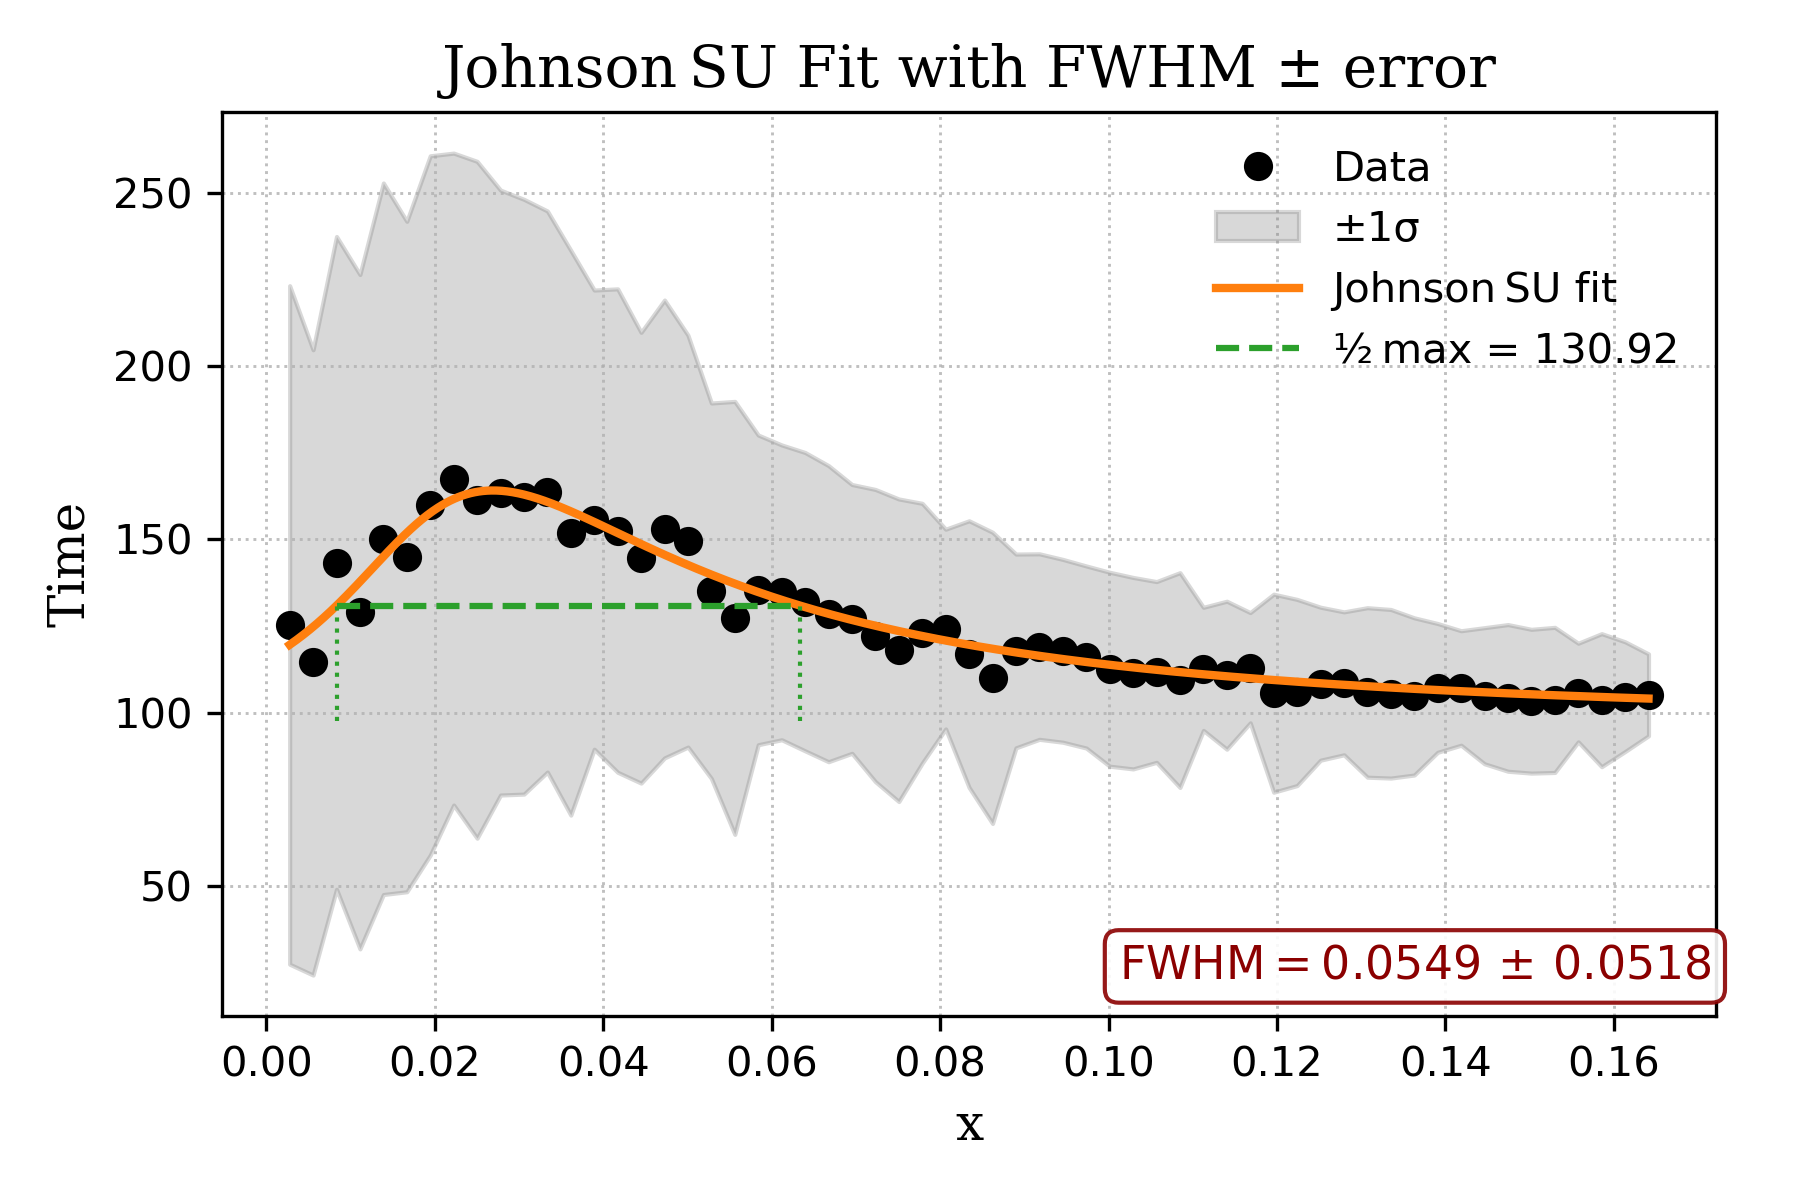 Johnson SU Fit with FWHM ± error
Data
±1σ
Johnson SU fit
½ max = 130.92
250
200
150
100
50
Time
FWHM = 0.0549 ± 0.0518
0.00 0.02 0.04 0.06 0.08 0.10 0.12 0.14 0.16
x